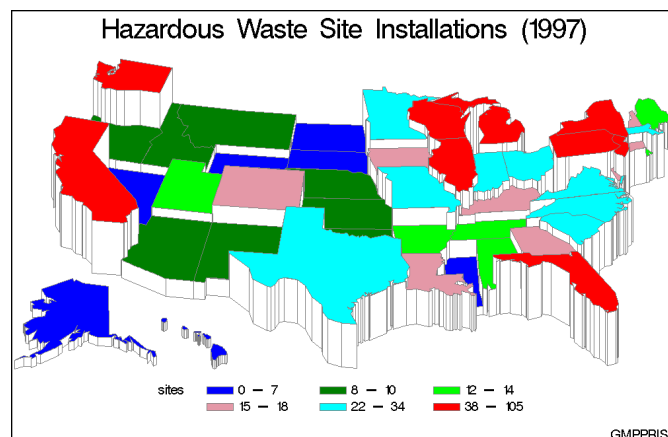 Hazardous Waste Site Installations (1997)
sites 0 - 7 8 - 10 12 - 14
15 - 18 22 - 34 38 - 105
GMPPRIS